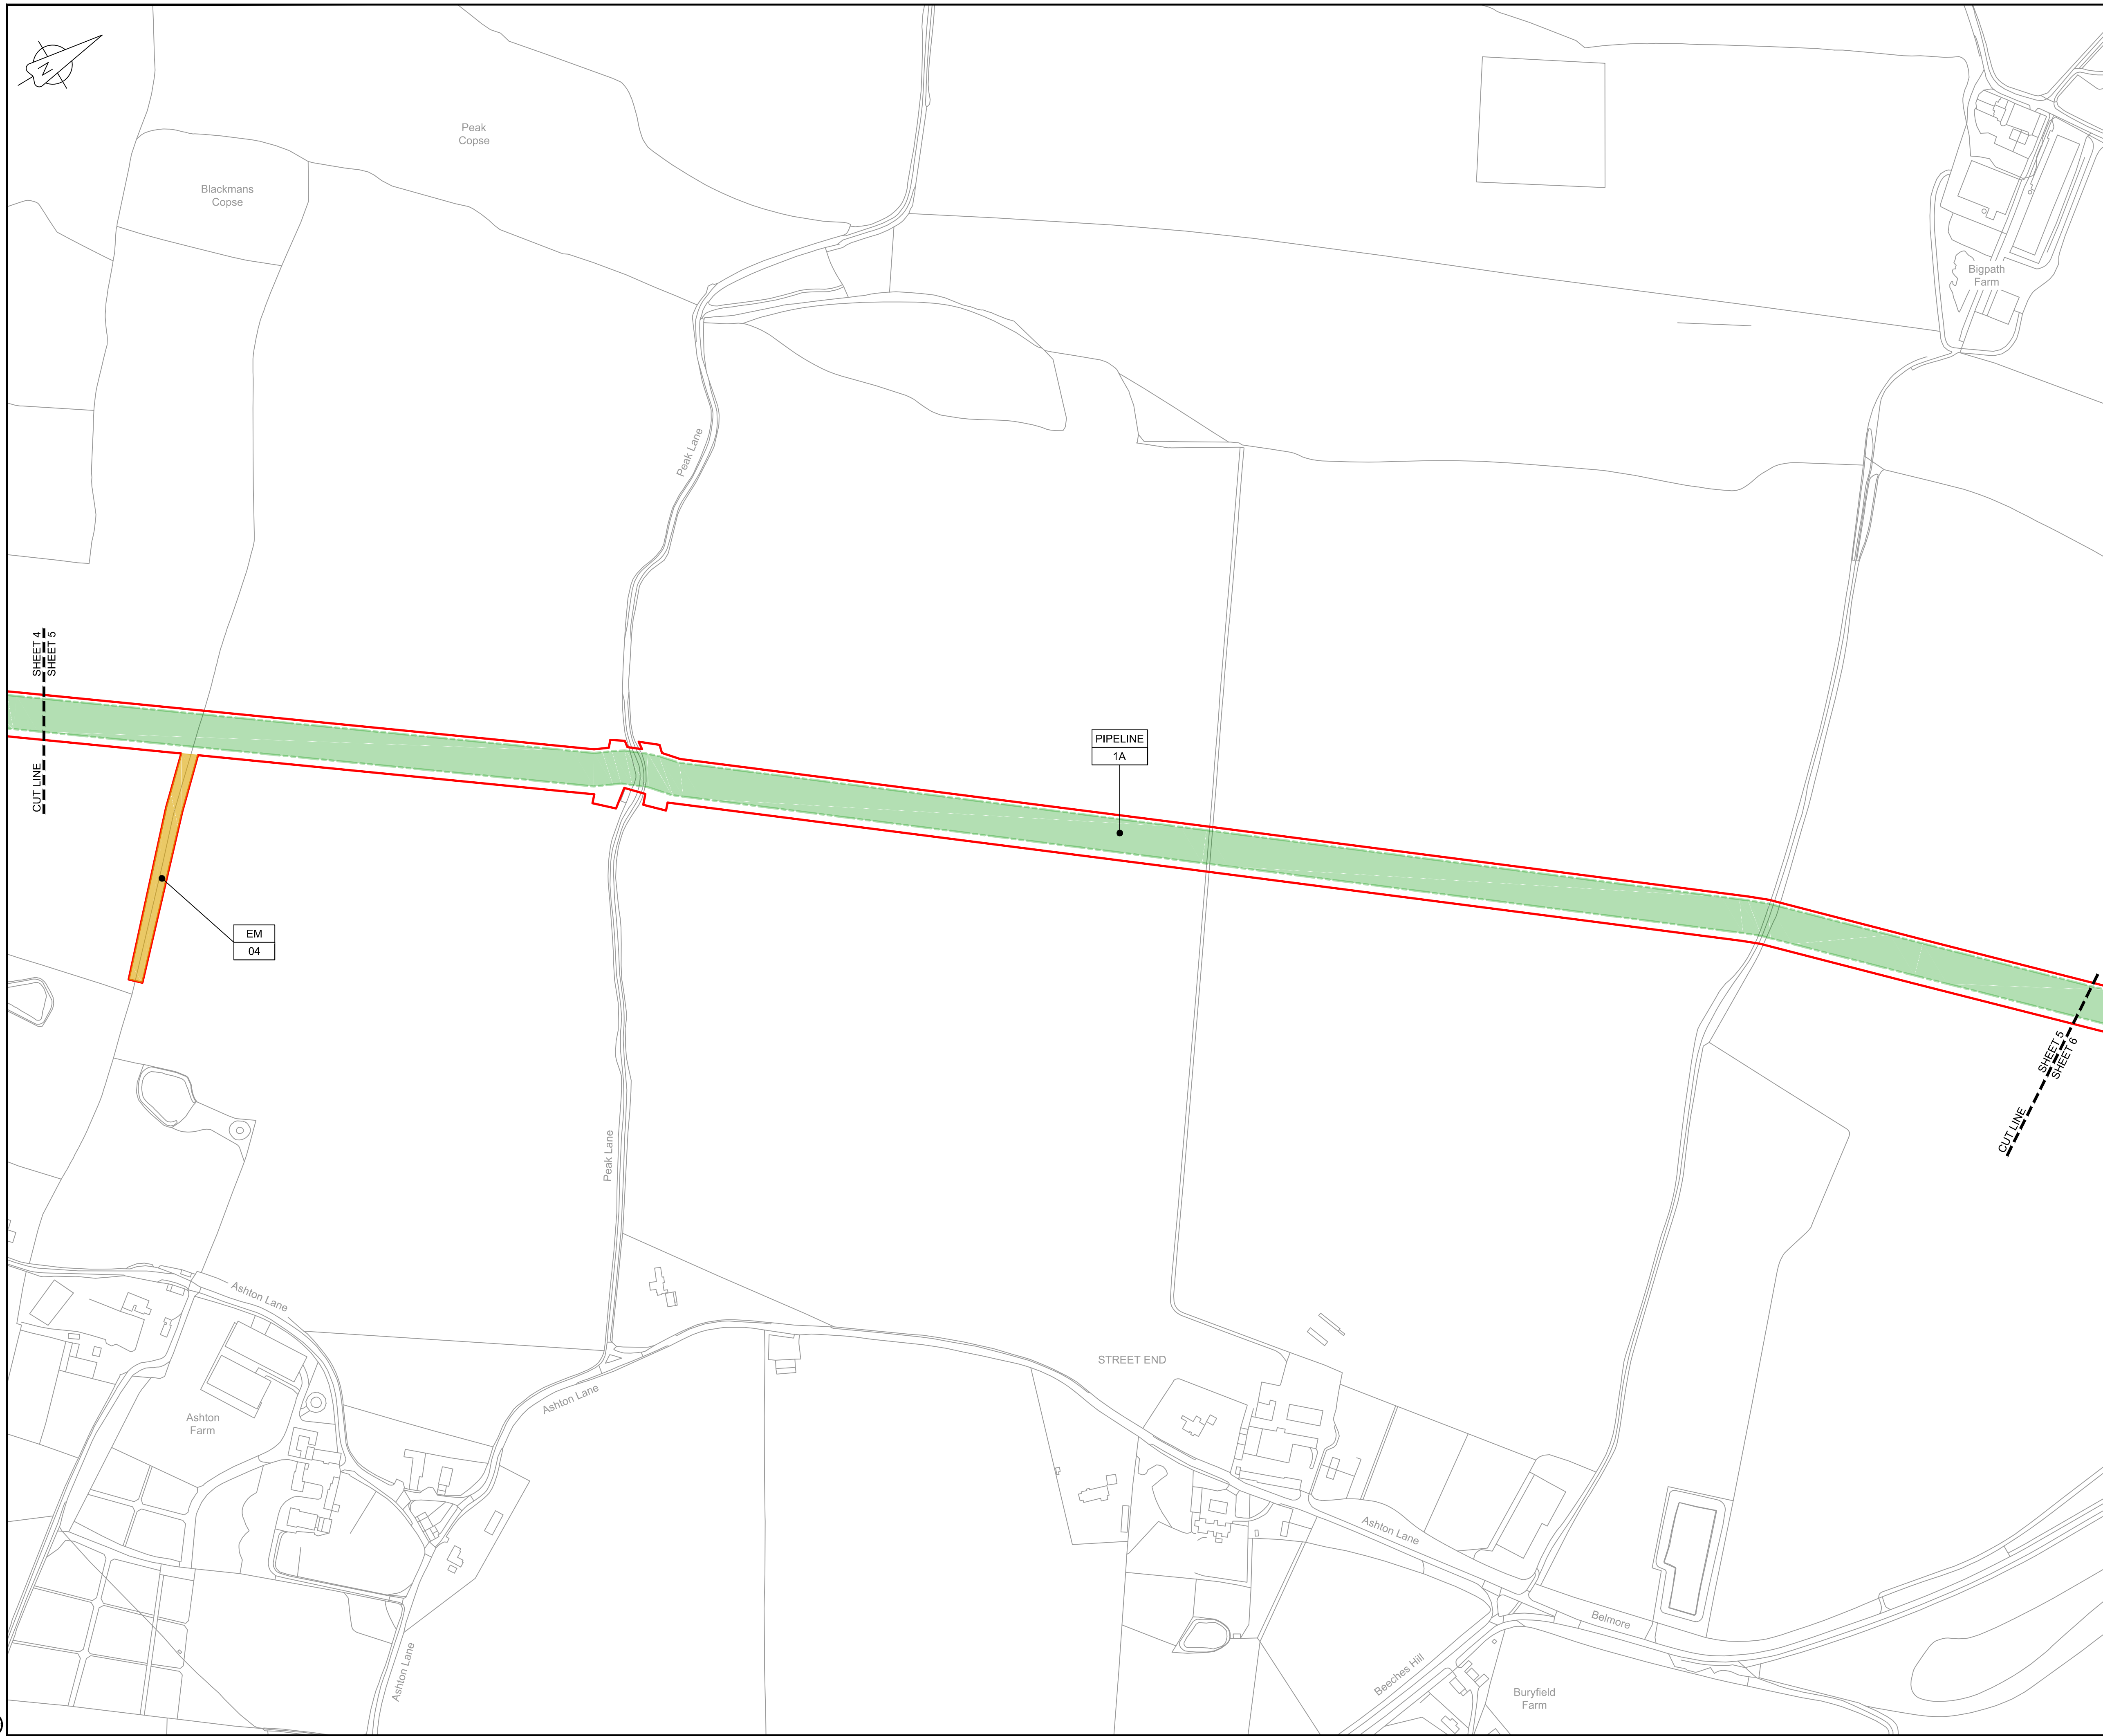 N
Peak
Copse
Blackmans
Copse
Bigpath
Farm
Peak Lane
SHEET 4
SHEET 5
CUT LINE
PIPELINE
1A
EM
04
SHEET 5
SHEET 6
CUT LINE
Peak Lane
Ashton Lane
STREET END
Ashton Lane
Ashton
Farm
Ashton Lane
Belmore
Ashton Lane
Beeches Hill
Buryfield
Farm